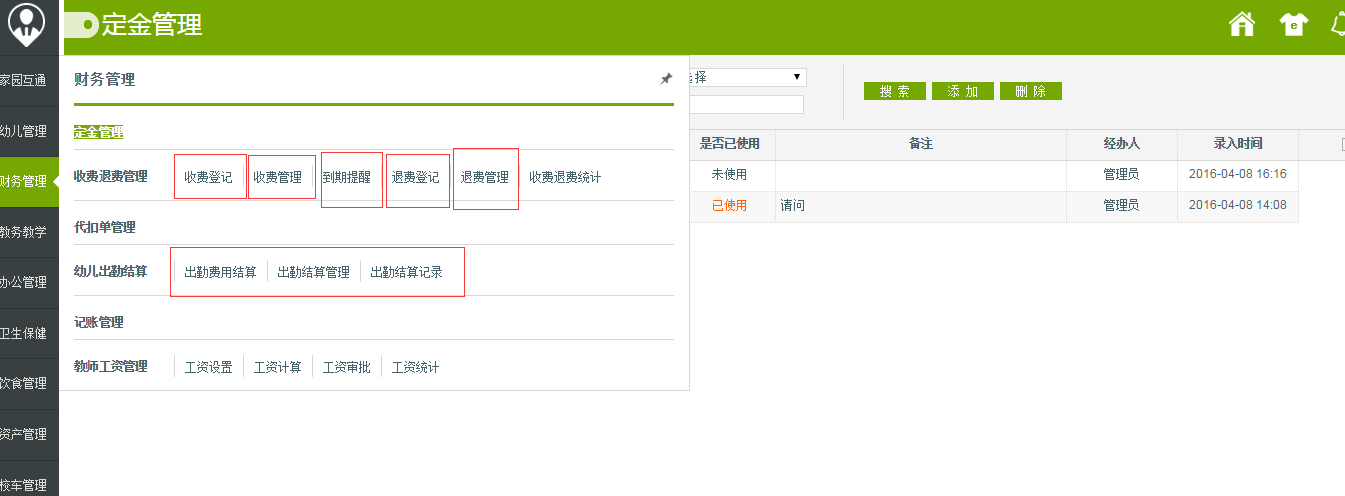 定金管理
e
家园互通
幼儿管理
财务管理
教务教学
办公管理
卫生保健
饮食管理
资产管理
校车管理
财务管理
定金管理
收费退费管理 收费登记 收费管理 到期提醒 退费登记 退费管理 收费退费统计
代扣单管理
幼儿出勤结算 出勤费用结算 出勤结算管理 出勤结算记录
记账管理
教师工资管理 工资设置 工资计算 工资审批 工资统计
选择
搜 索 添 加 删 除
是否已使用 备注 经办人 录入时间
未使用 管理员 2016-04-08 16:16
已使用 请问 管理员 2016-04-08 14:08